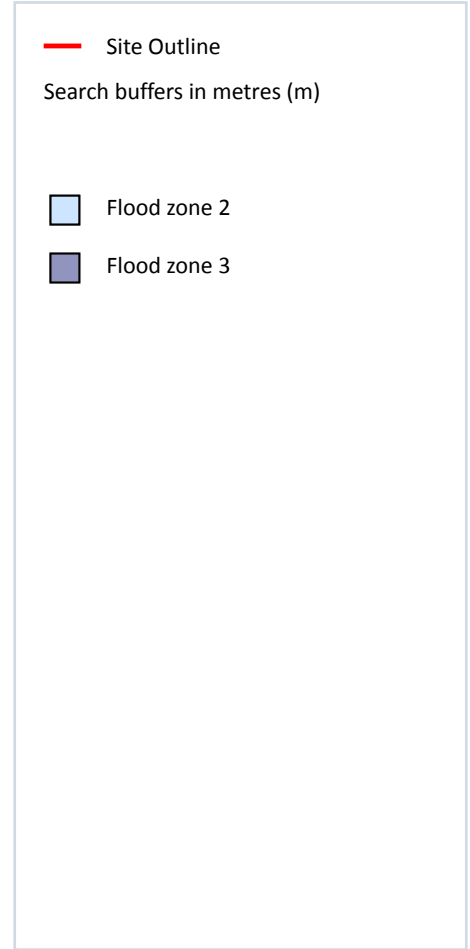 Site Outline
Search buffers in metres (m)
Flood zone 2
Flood zone 3